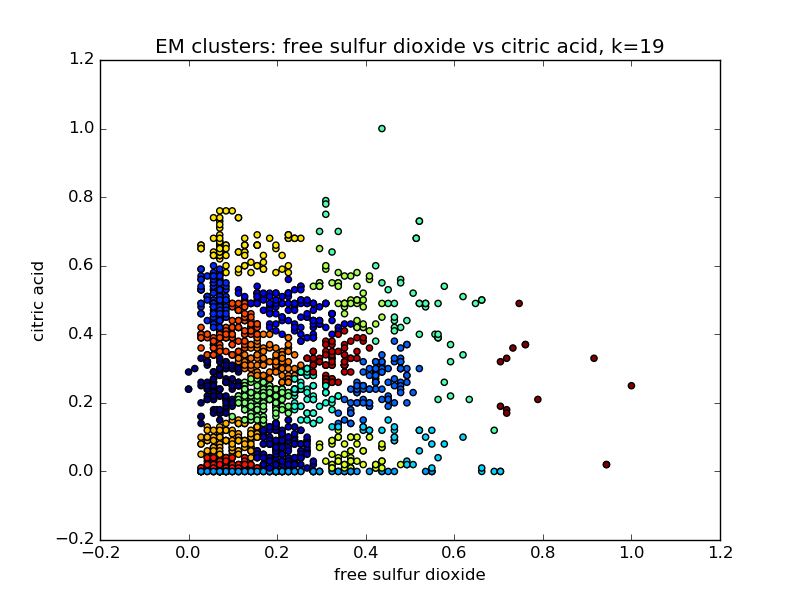 EM clusters: free sulfur dioxide vs citric acid, k=19
1.2
1.0
0.8
0.6
0.4
0.2
0.0
−0.2
citric acid
−0.2 0.0 0.2 0.4 0.6 0.8 1.0 1.2
free sulfur dioxide